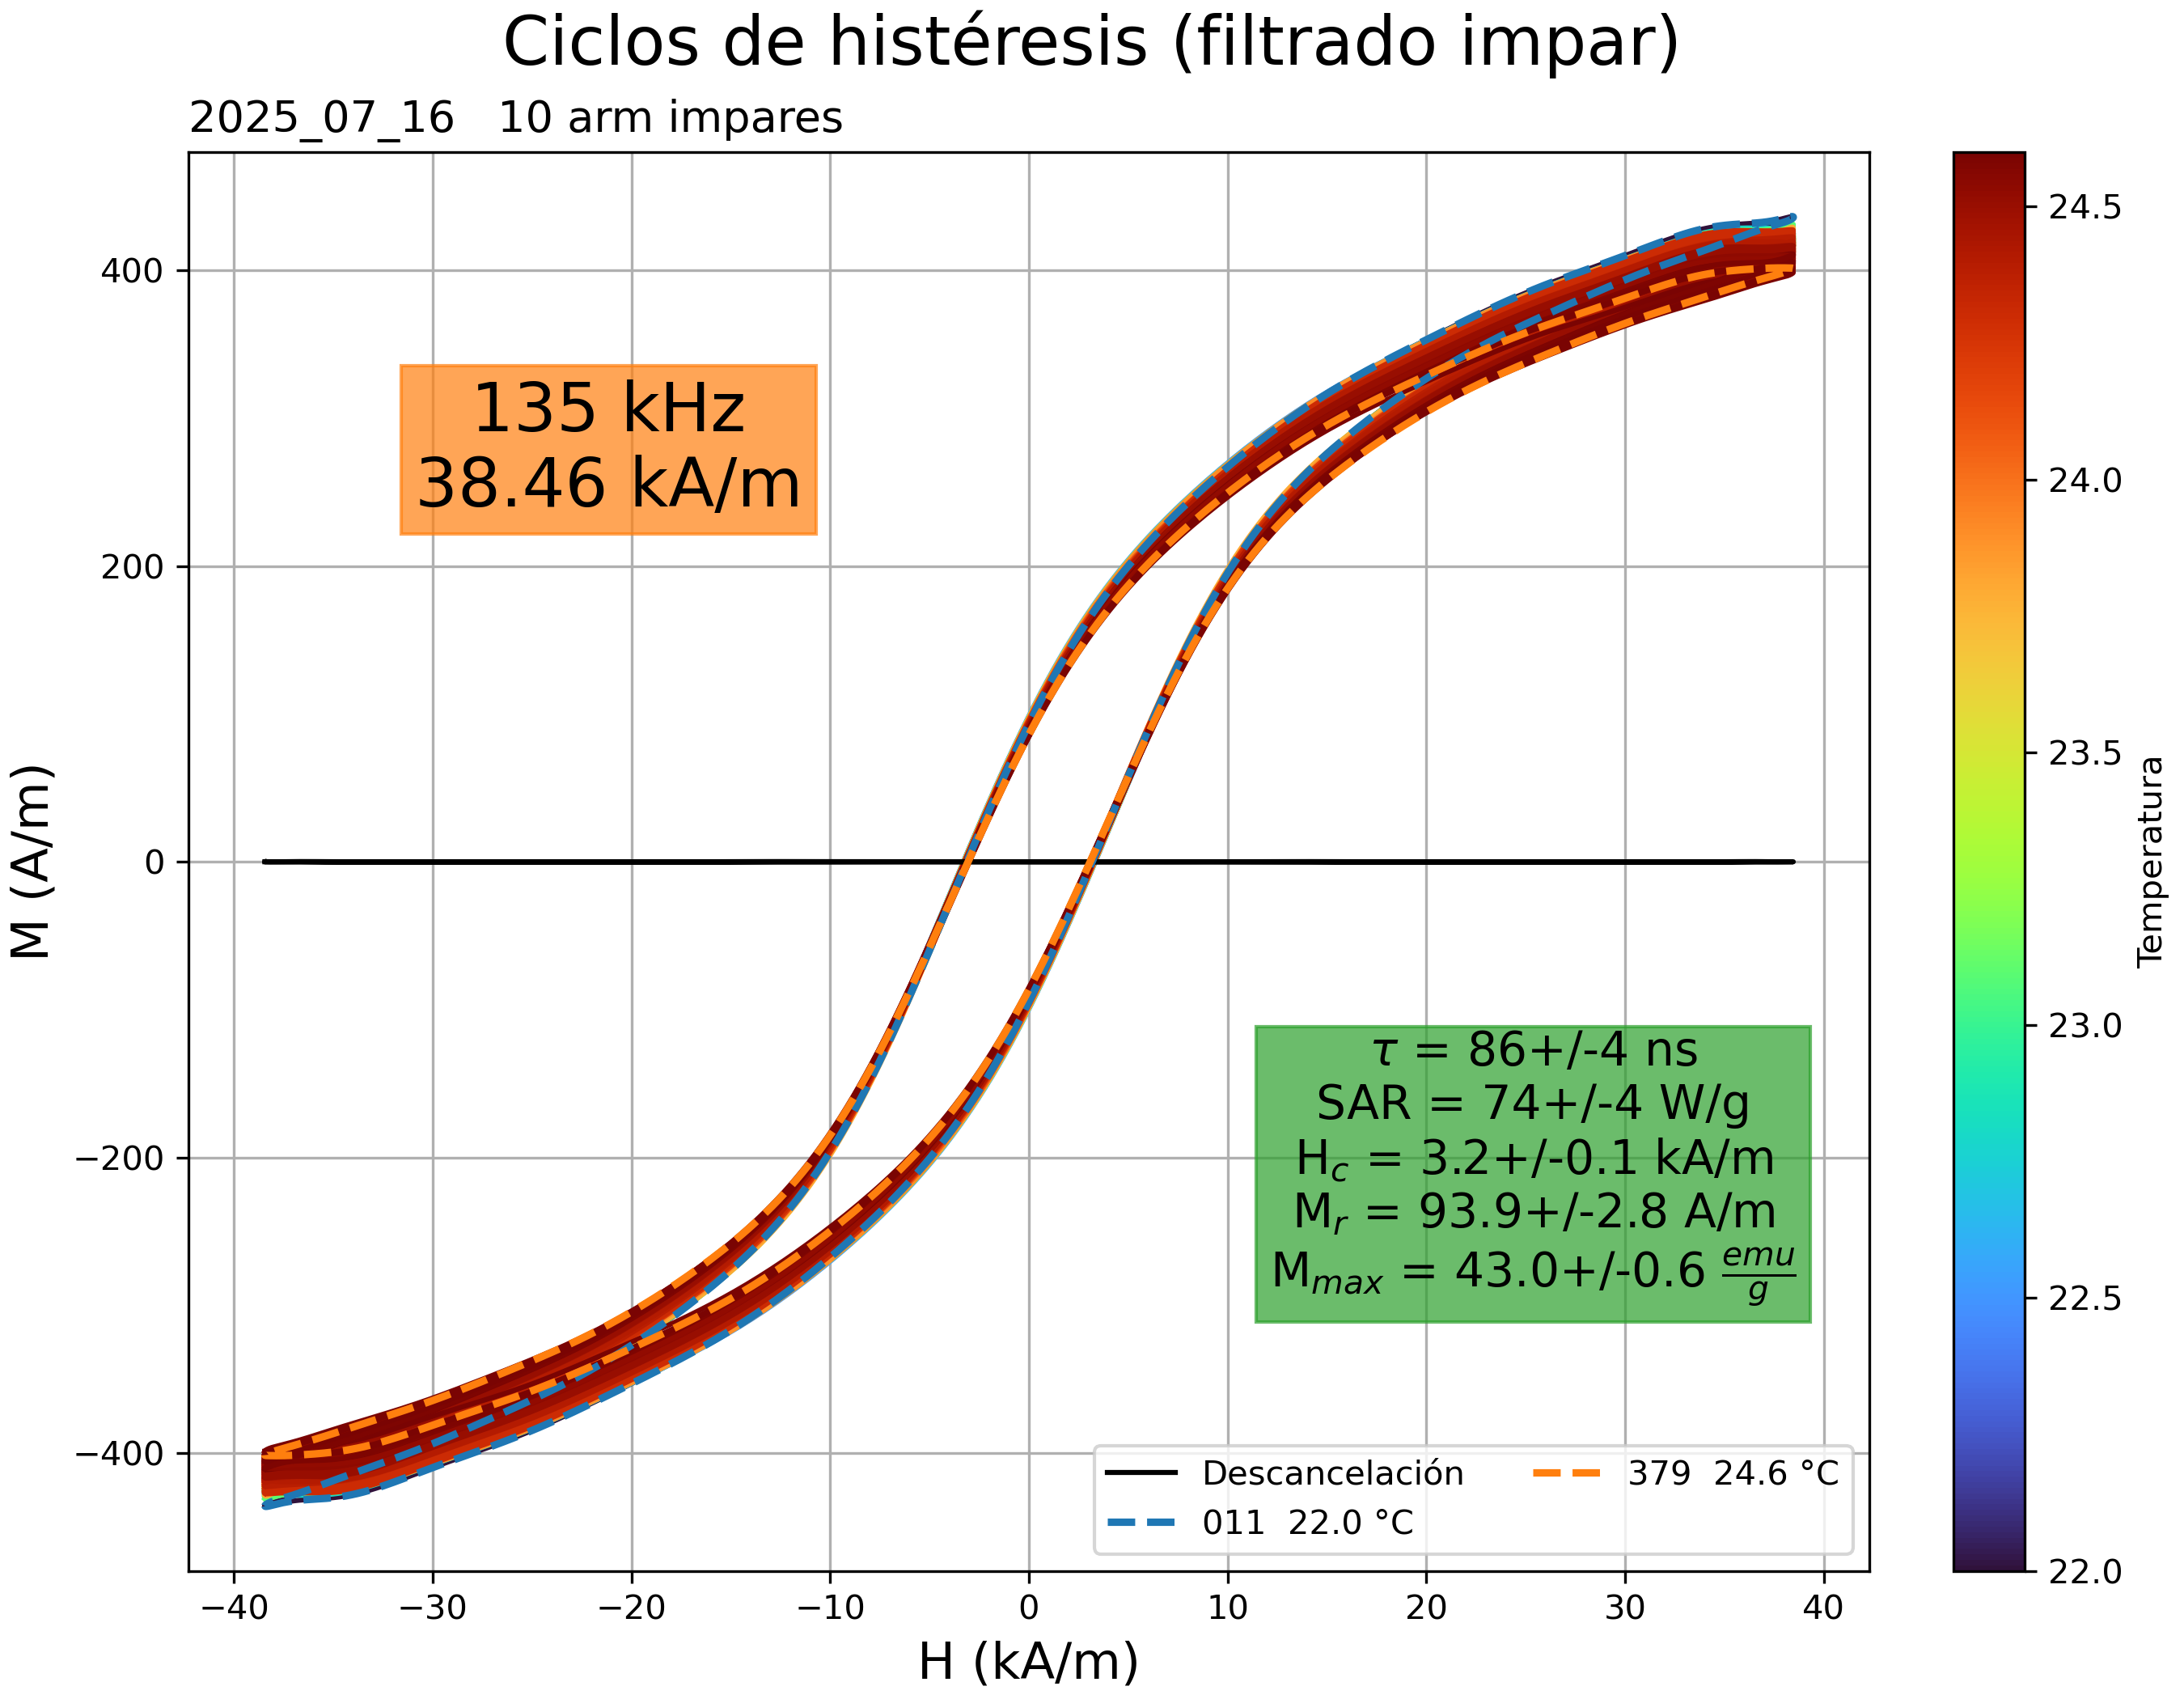 Ciclos de histéresis (filtrado impar)
2025_07_16   10 arm impares
135 kHz
38.46 kA/m
τ = 86+/-4 ns
SAR = 74+/-4 W/g
H_c = 3.2+/-0.1 kA/m
M_r = 93.9+/-2.8 A/m
M_max = 43.0+/-0.6 emu/g
Descancelación
011  22.0 °C
379  24.6 °C
M (A/m)
400
200
0
−200
−400
−40 −30 −20 −10 0 10 20 30 40
H (kA/m)
24.5
24.0
23.5
23.0
22.5
22.0
Temperatura